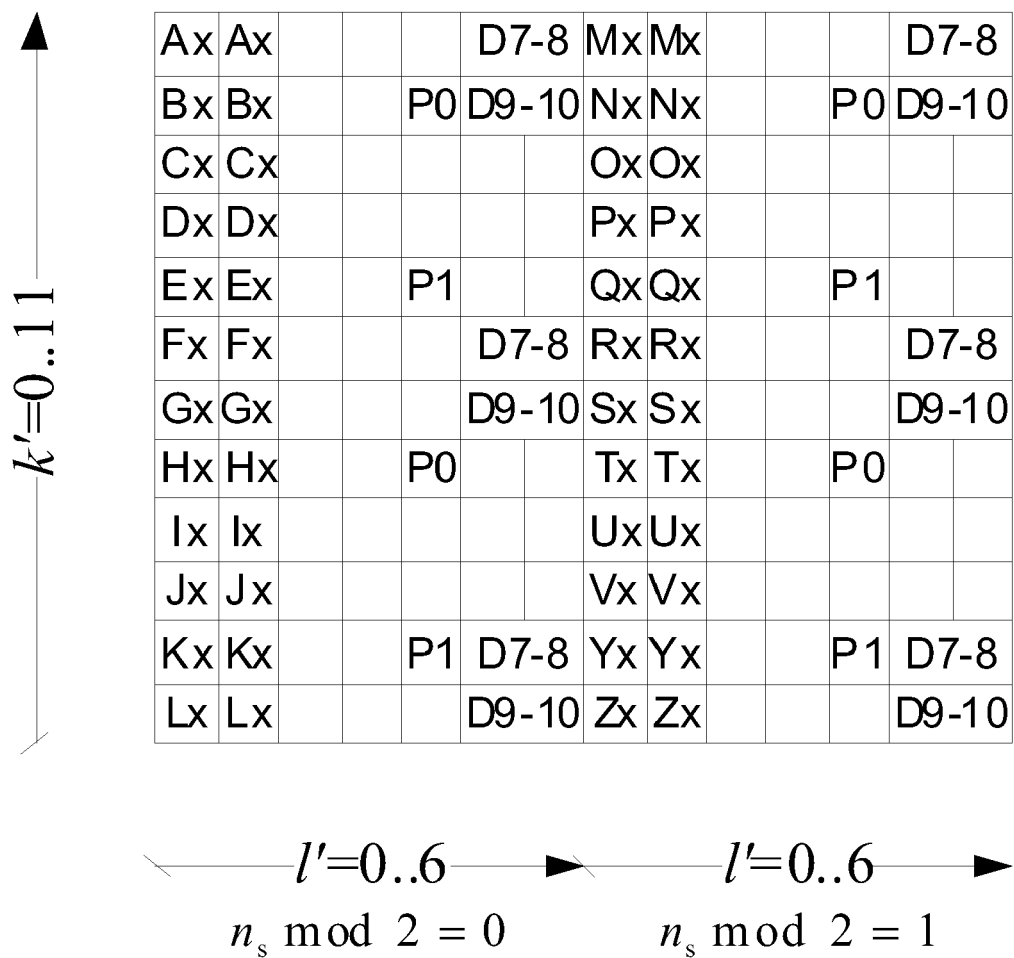 Ax Ax D7-8 Mx Mx D7-8
Bx Bx P0 D9-10 Nx Nx P0 D9-10
Cx Cx Ox Ox
Dx Dx Px Px
Ex Ex P1 Qx Qx P1
Fx Fx D7-8 Rx Rx D7-8
Gx Gx D9-10 Sx Sx D9-10
Hx Hx P0 Tx Tx P0
Ix Ix Ux Ux
Jx Jx Vx Vx
Kx Kx P1 D7-8 Yx Yx P1 D7-8
Lx Lx D9-10 Zx Zx D9-10
k'=0..11
l'=0..6 l'=0..6
nₛ mod 2 = 0 nₛ mod 2 = 1